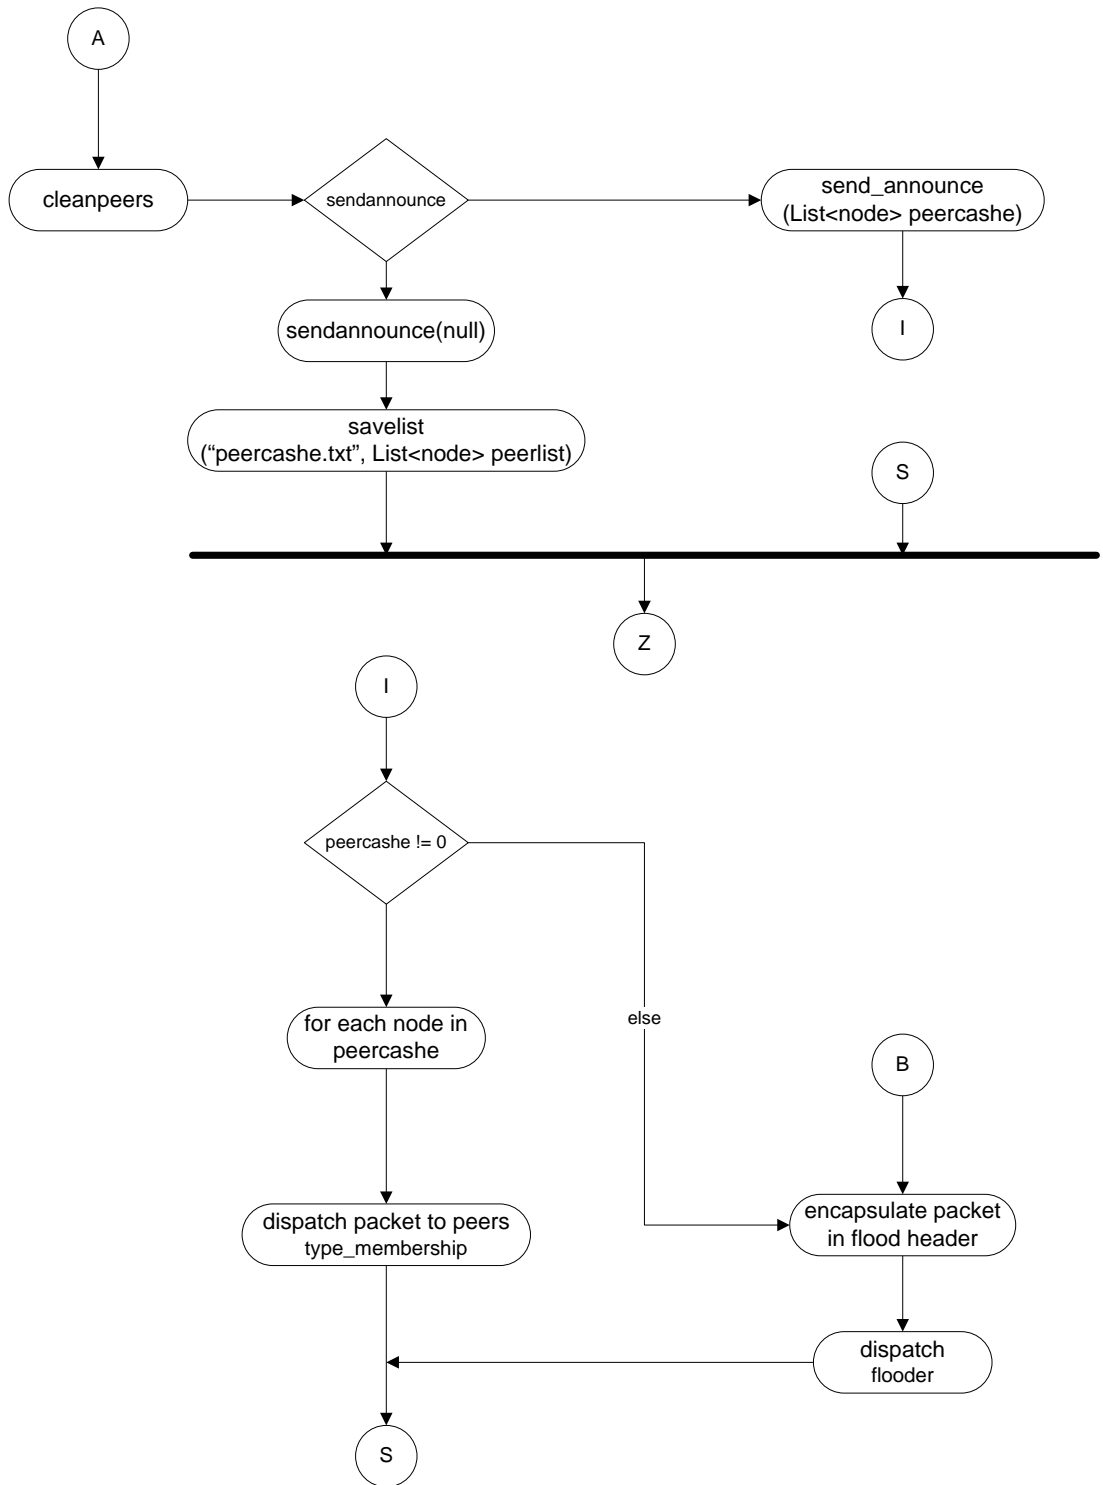 A
cleanpeers
sendannounce
send_announce
(List<node> peercashe)
sendannounce(null)
I
savelist
(“peercashe.txt”, List<node> peerlist)
S
Z
I
peercashe != 0
for each node in
peercashe
else
B
dispatch packet to peers
type_membership
encapsulate packet
in flood header
dispatch
flooder
S